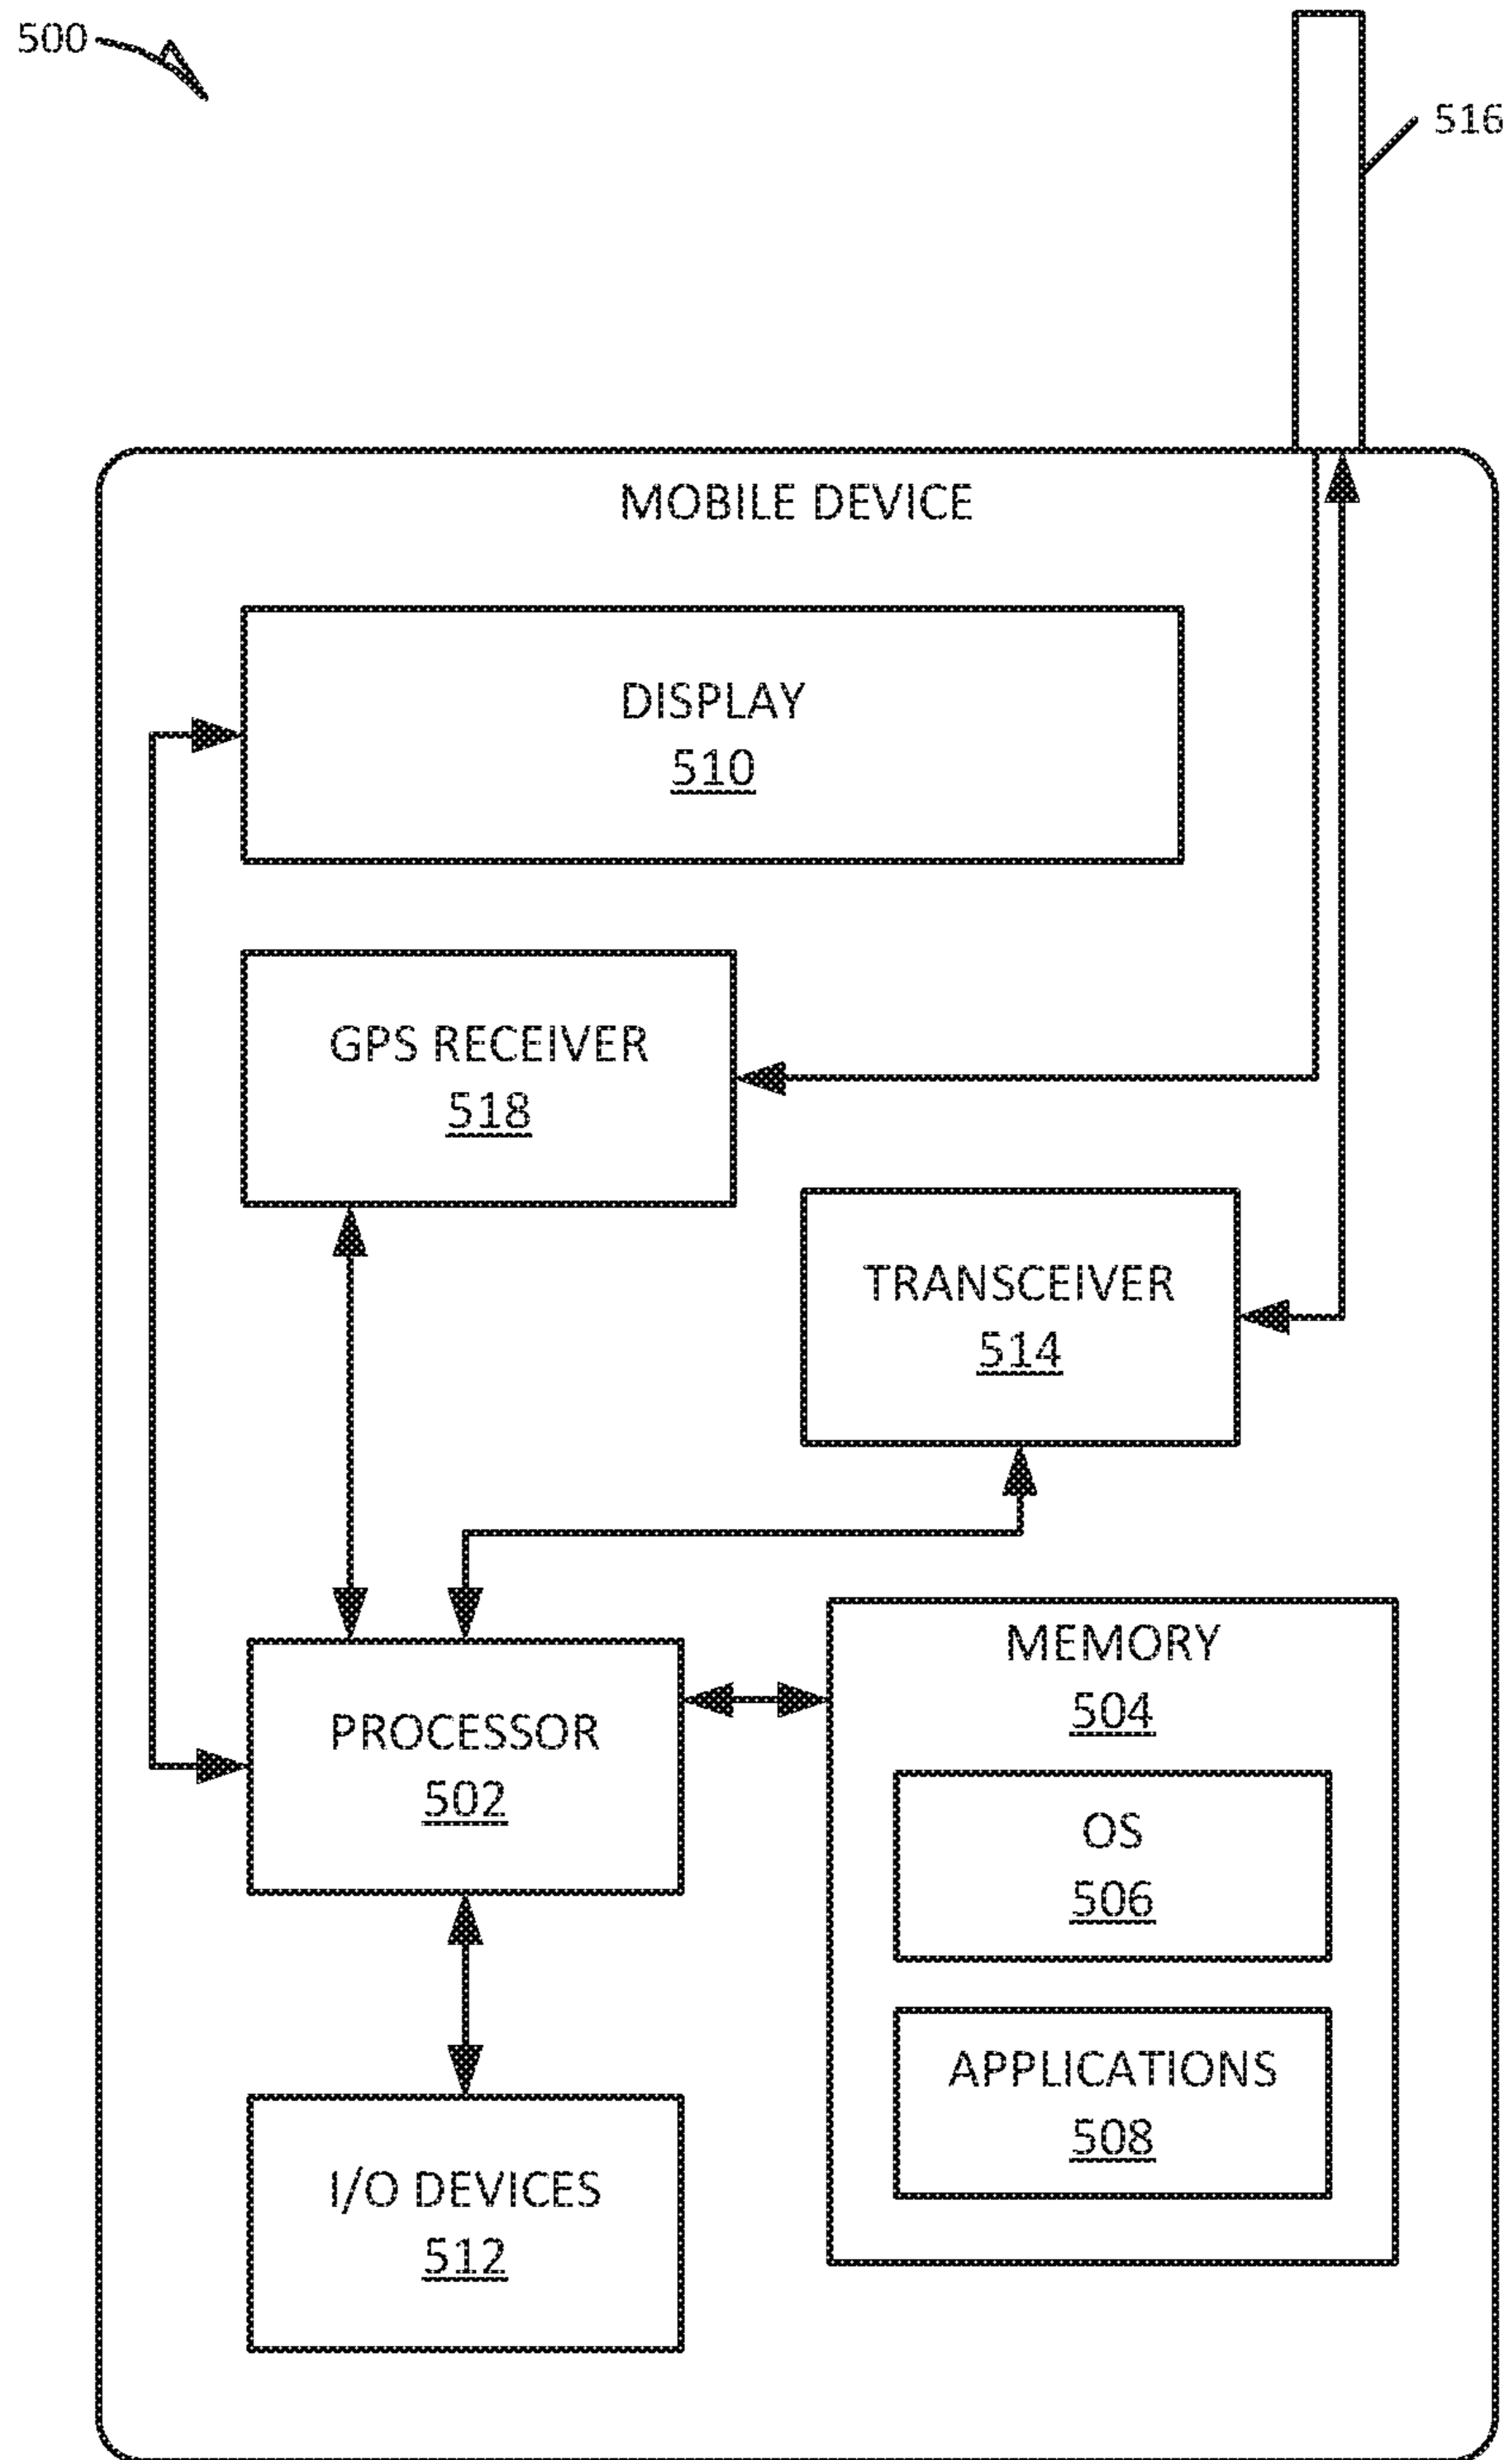 500
516
MOBILE DEVICE
DISPLAY
510
GPS RECEIVER
518
TRANSCEIVER
514
PROCESSOR
502
MEMORY
504
OS
506
APPLICATIONS
508
I/O DEVICES
512